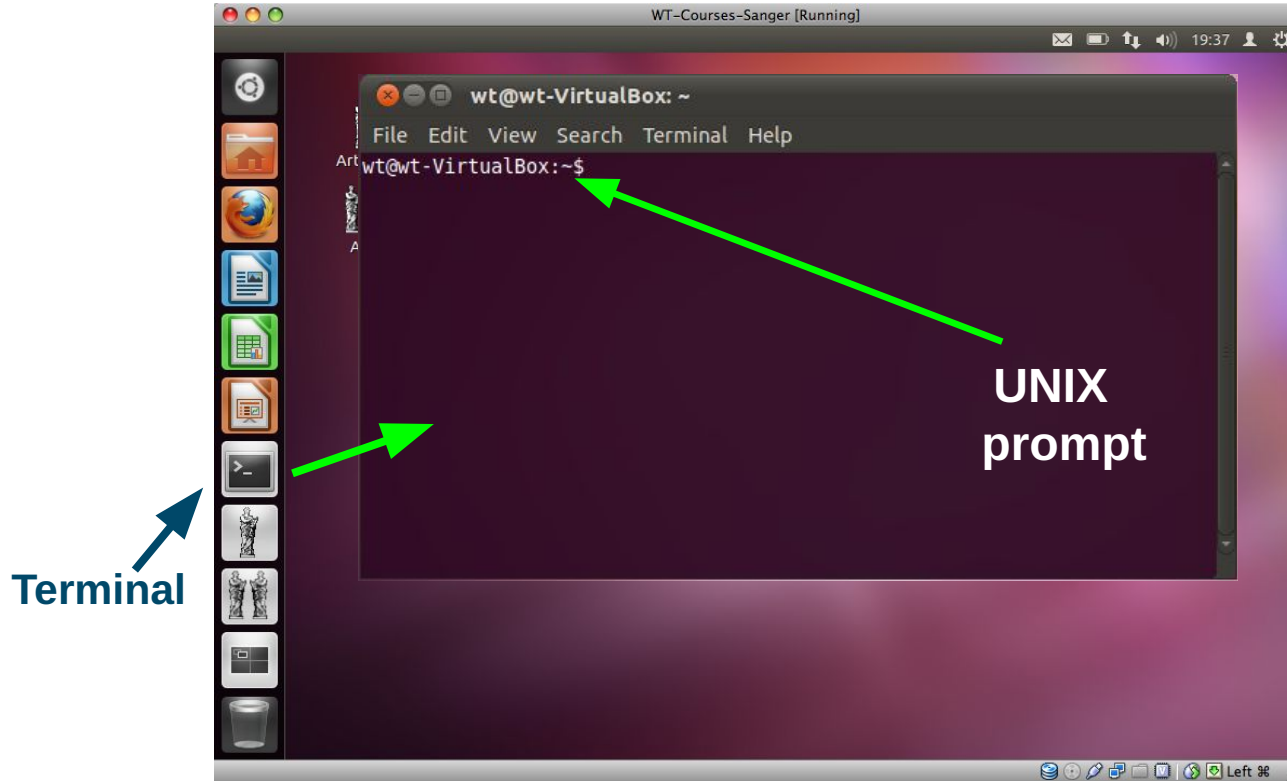 WT-Courses-Sanger [Running]
19:37
wt@wt-VirtualBox: ~
File Edit View Search Terminal Help
Art
wt@wt-VirtualBox:~$
A
UNIX
prompt
>_
Terminal
Left ⌘